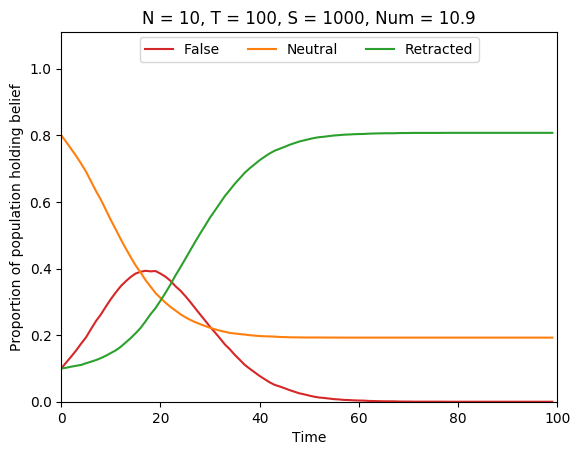 N = 10, T = 100, S = 1000, Num = 10.9
False Neutral Retracted
Proportion of population holding belief
1.0
0.8
0.6
0.4
0.2
0.0
0 20 40 60 80 100
Time